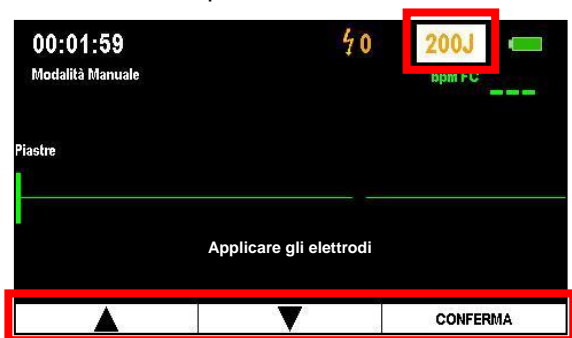 00:01:59 0 200J
Modalità Manuale bpm FC
---
Piastre
Applicare gli elettrodi
CONFERMA